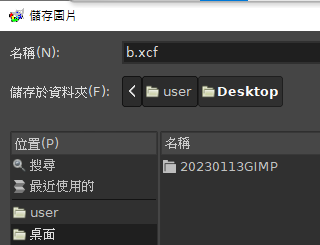 儲存圖片
名稱(N): b.xcf
儲存於資料夾(F): user Desktop
位置(P)
名稱
搜尋
20230113GIMP
最近使用的
user
桌面